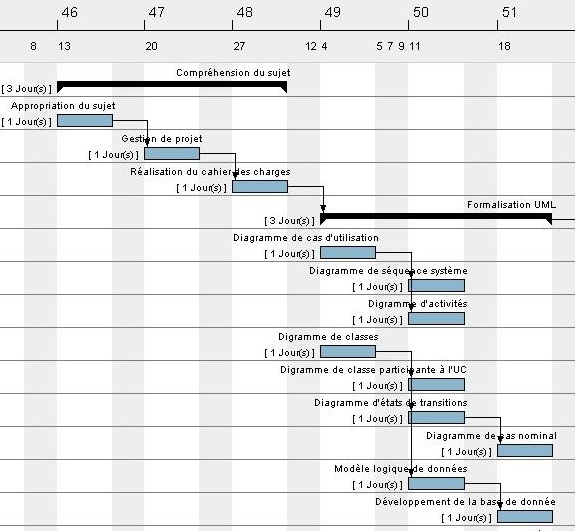 46 47 48 49 50 51
8 13 20 27 12 4 5 7 9 11 18
Compréhension du sujet
[ 3 Jour(s) ]
Appropriation du sujet
[ 1 Jour(s) ]
Gestion de projet
[ 1 Jour(s) ]
Réalisation du cahier des charges
[ 1 Jour(s) ]
Formalisation UML
[ 3 Jour(s) ]
Diagramme de cas d'utilisation
[ 1 Jour(s) ]
Diagramme de séquence système
[ 1 Jour(s) ]
Digramme d'activités
[ 1 Jour(s) ]
Digramme de classes
[ 1 Jour(s) ]
Digramme de classe participante à l'UC
[ 1 Jour(s) ]
Diagramme d'états de transitions
[ 1 Jour(s) ]
Diagramme de cas nominal
[ 1 Jour(s) ]
Modèle logique de données
[ 1 Jour(s) ]
Développement de la base de donnée
[ 1 Jour(s) ]